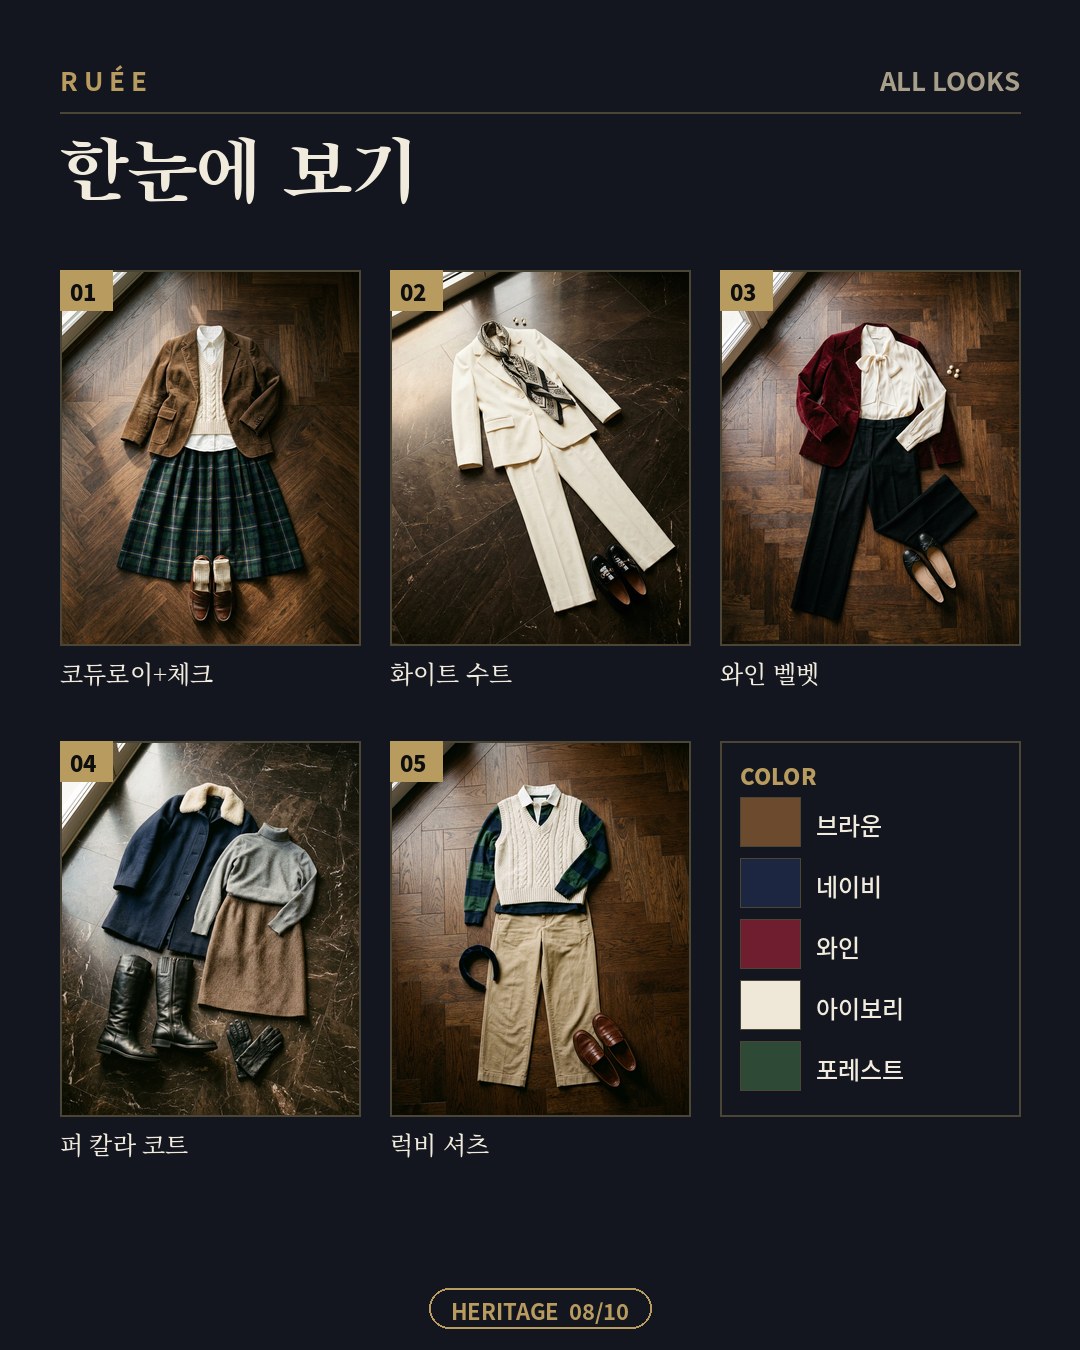 RUÉE
ALL LOOKS
한눈에 보기
01
02
03
코듀로이+체크
화이트 수트
와인 벨벳
04
05
COLOR
브라운
네이비
와인
아이보리
포레스트
퍼 칼라 코트
럭비 셔츠
HERITAGE 08/10